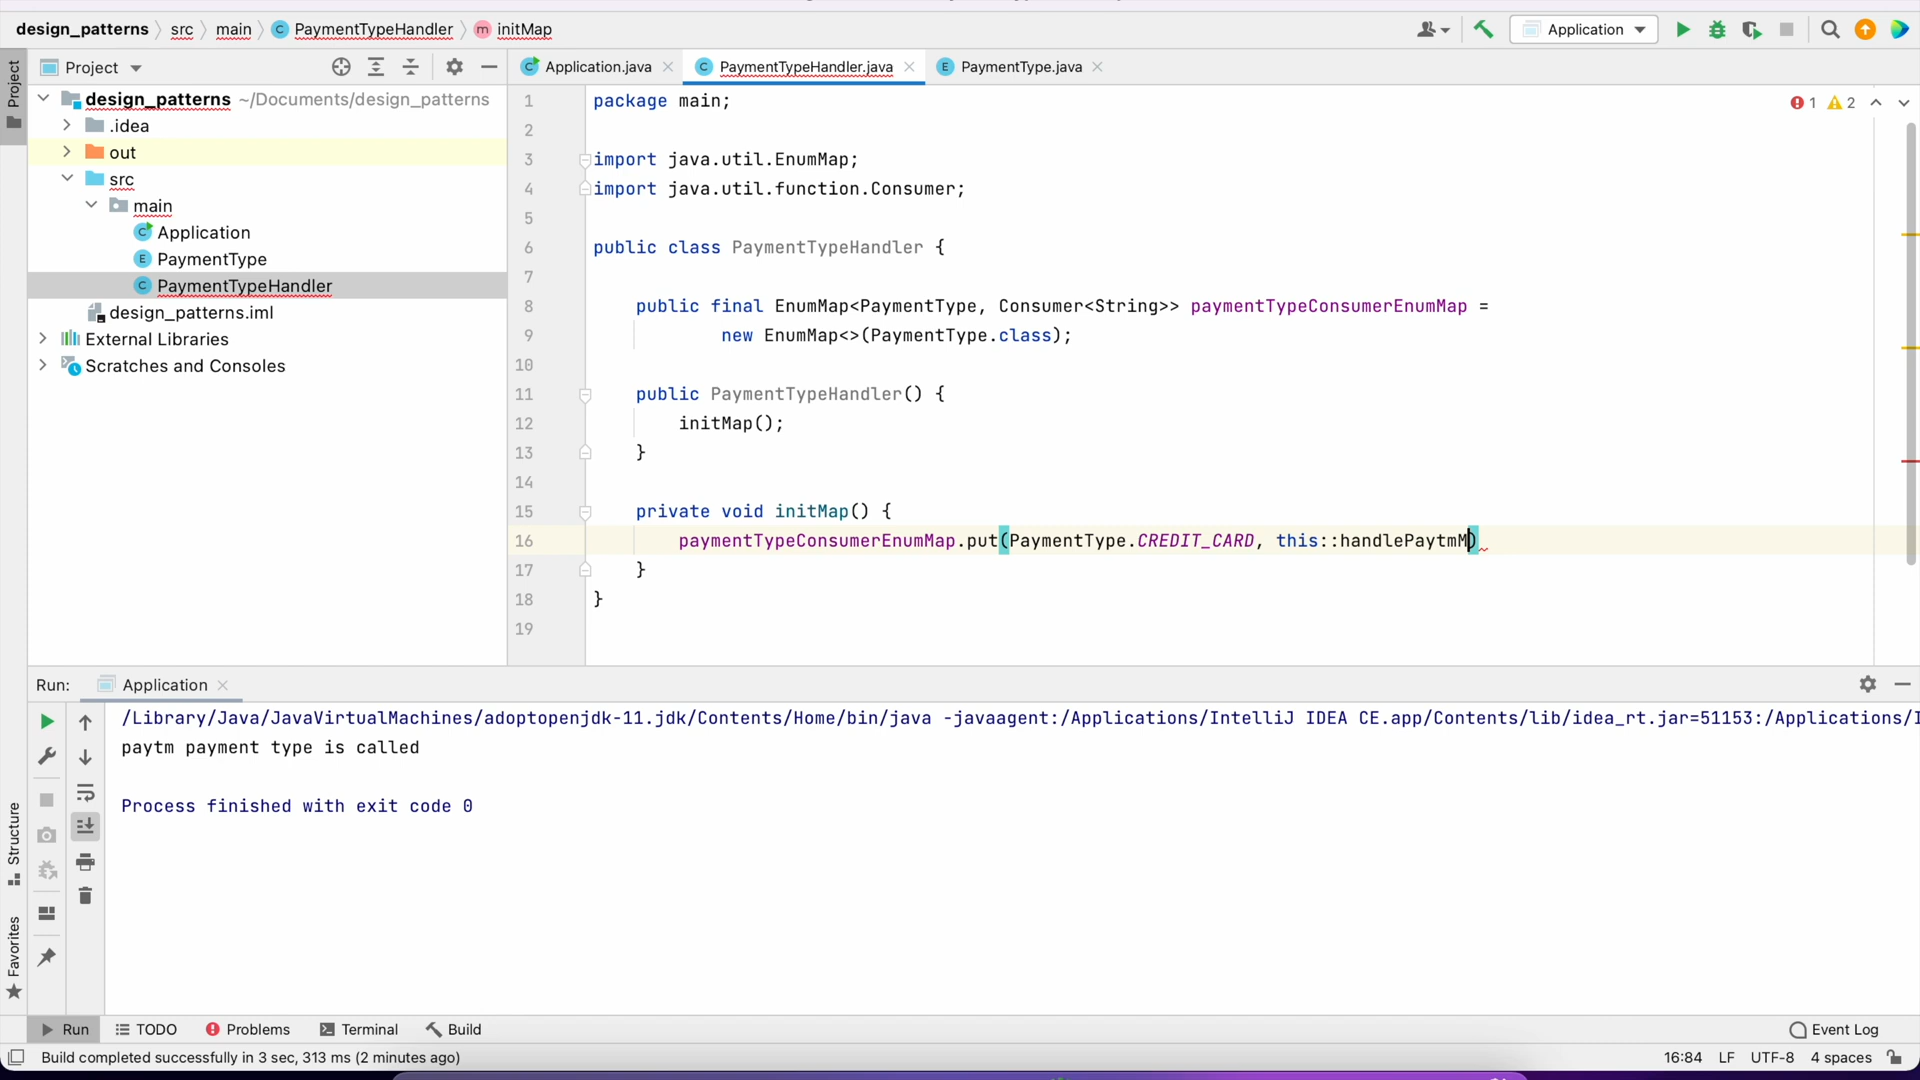 design_patterns src main PaymentTypeHandler initMap Application
Project Application.java PaymentTypeHandler.java PaymentType.java
Project
design_patterns ~/Documents/design_patterns
.idea
out
src
main
Application
PaymentType
PaymentTypeHandler
design_patterns.iml
External Libraries
Scratches and Consoles
1 package main;
2
3 import java.util.EnumMap;
4 import java.util.function.Consumer;
5
6 public class PaymentTypeHandler {
7
8 public final EnumMap<PaymentType, Consumer<String>> paymentTypeConsumerEnumMap =
9 new EnumMap<>(PaymentType.class);
10
11 public PaymentTypeHandler() {
12 initMap();
13 }
14
15 private void initMap() {
16 paymentTypeConsumerEnumMap.put(PaymentType.CREDIT_CARD, this::handlePaytmM)
17 }
18 }
19
1 2
Run: Application
/Library/Java/JavaVirtualMachines/adoptopenjdk-11.jdk/Contents/Home/bin/java -javaagent:/Applications/IntelliJ IDEA CE.app/Contents/lib/idea_rt.jar=51153:/Applications/I
paytm payment type is called
Process finished with exit code 0
Structure
Favorites
Run TODO Problems Terminal Build Event Log
Build completed successfully in 3 sec, 313 ms (2 minutes ago) 16:84 LF UTF-8 4 spaces